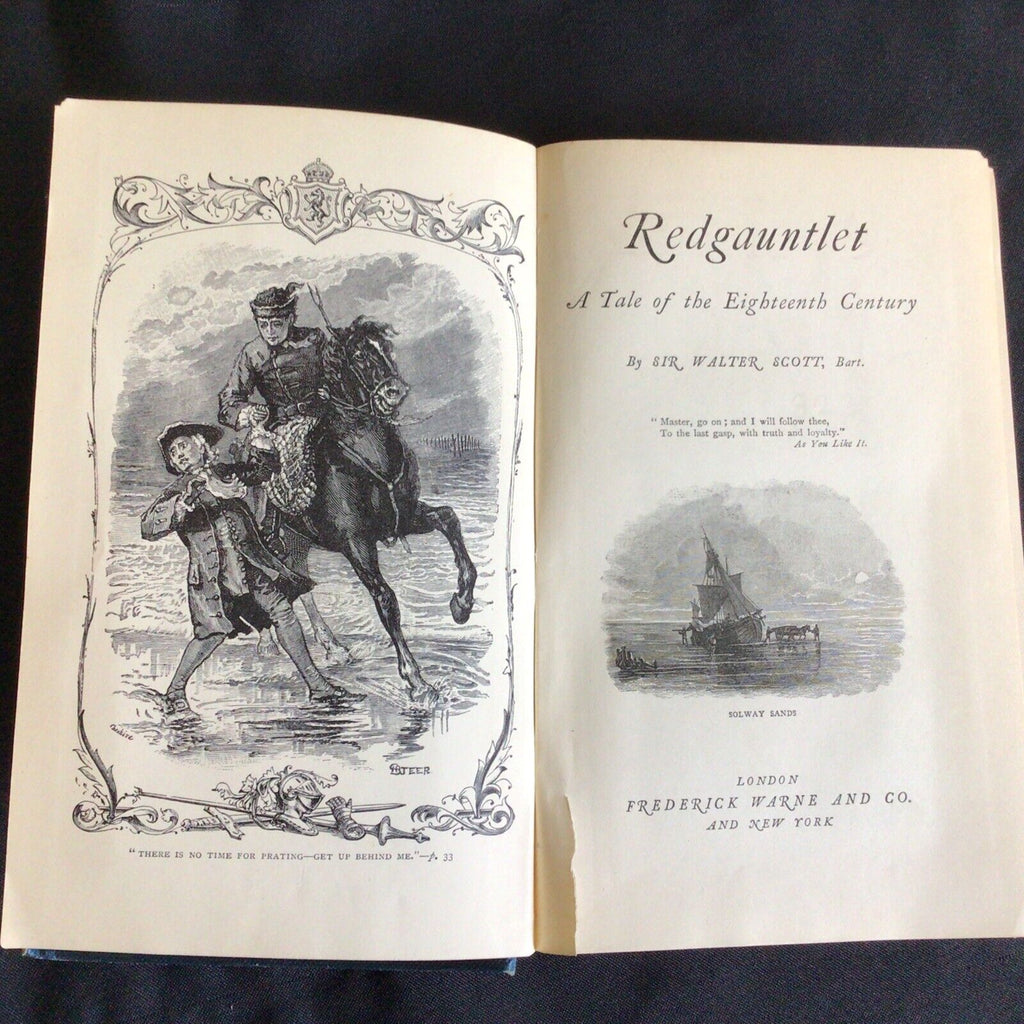 "THERE IS NO TIME FOR PRATING—GET UP BEHIND ME."—p. 33
Redgauntlet
A Tale of the Eighteenth Century
By SIR WALTER SCOTT, Bart.
"Master, go on; and I will follow thee,
To the last gasp, with truth and loyalty."
As You Like It.
SOLWAY SANDS
LONDON
FREDERICK WARNE AND CO.
AND NEW YORK